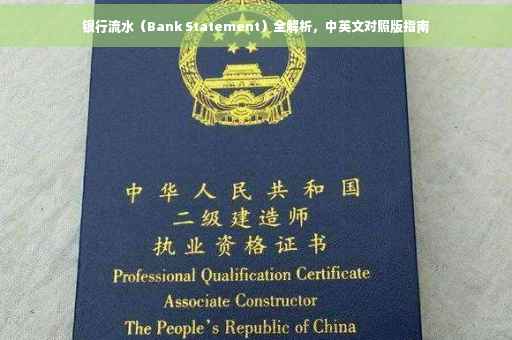 银行流水（Bank Statement）全解析，中英文对照版指南
中华人民共和国
二级建造师
执业资格证书
Professional Qualification Certificate
Associate Constructor
The People's Republic of China